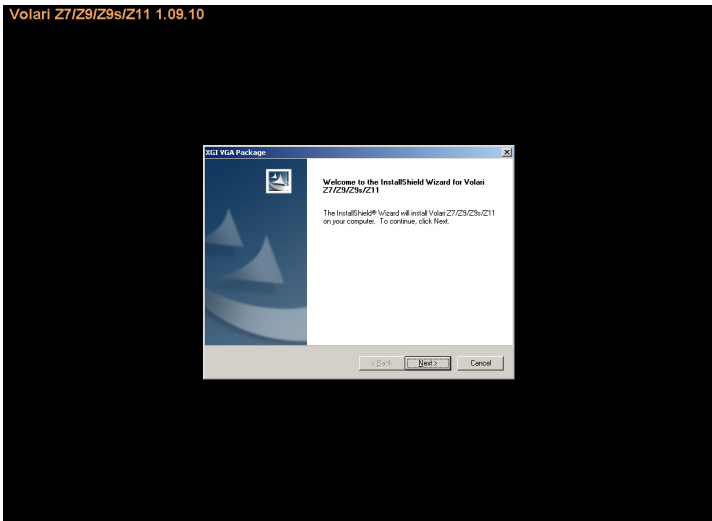 Volari Z7/Z9/Z9s/Z11 1.09.10
XGI VGA Package
Welcome to the InstallShield Wizard for Volari
Z7/Z9/Z9s/Z11
The InstallShield® Wizard will install Volari Z7/Z9/Z9s/Z11
on your computer. To continue, click Next.
< Back
Next >
Cancel